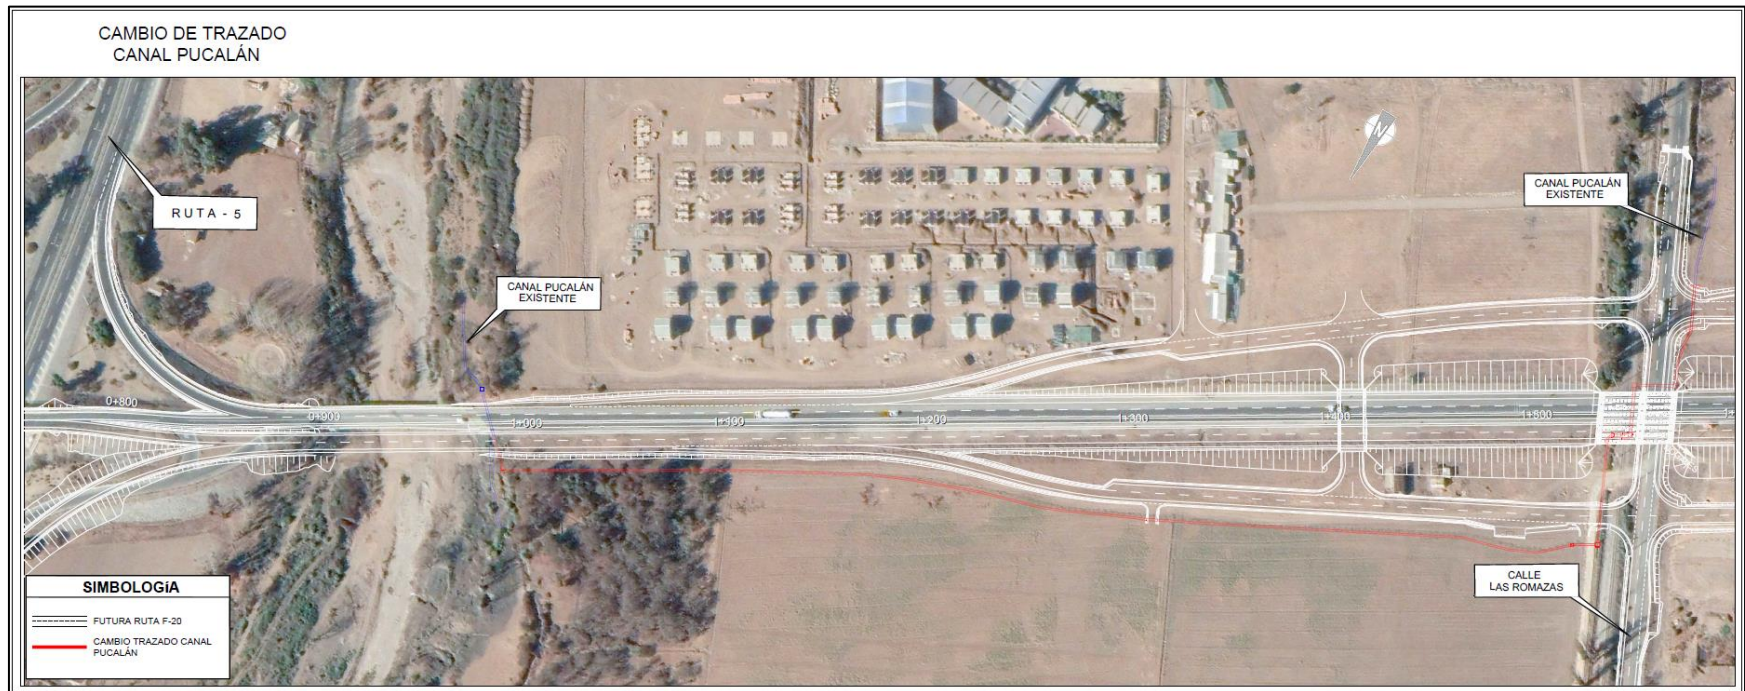 CAMBIO DE TRAZADO
CANAL PUCALÁN
RUTA - 5
CANAL PUCALÁN
EXISTENTE
N
CANAL PUCALÁN
EXISTENTE
0+800
0+900
1+000
1+100
1+200
1+300
1+400
1+500
CALLE
LAS ROMAZAS
SIMBOLOGíA
FUTURA RUTA F-20
CAMBIO TRAZADO CANAL
PUCALÁN